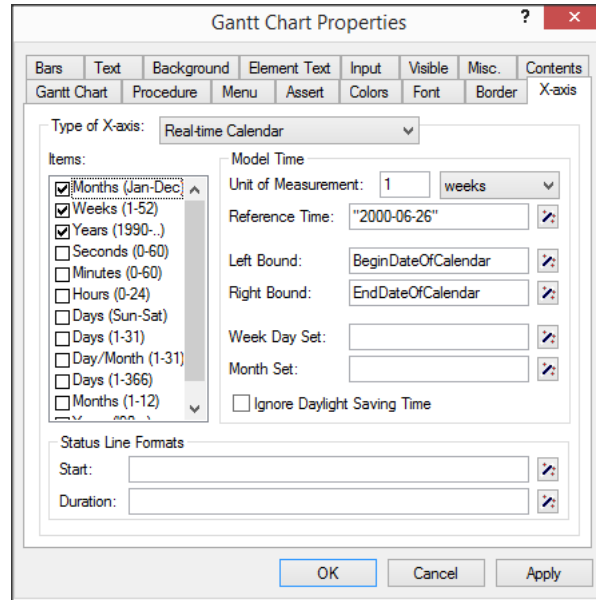 Gantt Chart Properties
?
Bars Text Background Element Text Input Visible Misc. Contents
Gantt Chart Procedure Menu Assert Colors Font Border X-axis
Type of X-axis: Real-time Calendar
Items:
Months (Jan-Dec)
Weeks (1-52)
Years (1990-..)
Seconds (0-60)
Minutes (0-60)
Hours (0-24)
Days (Sun-Sat)
Days (1-31)
Day/Month (1-31)
Days (1-366)
Months (1-12)
Model Time
Unit of Measurement: 1 weeks
Reference Time: "2000-06-26"
Left Bound: BeginDateOfCalendar
Right Bound: EndDateOfCalendar
Week Day Set:
Month Set:
Ignore Daylight Saving Time
Status Line Formats
Start:
Duration:
OK Cancel Apply